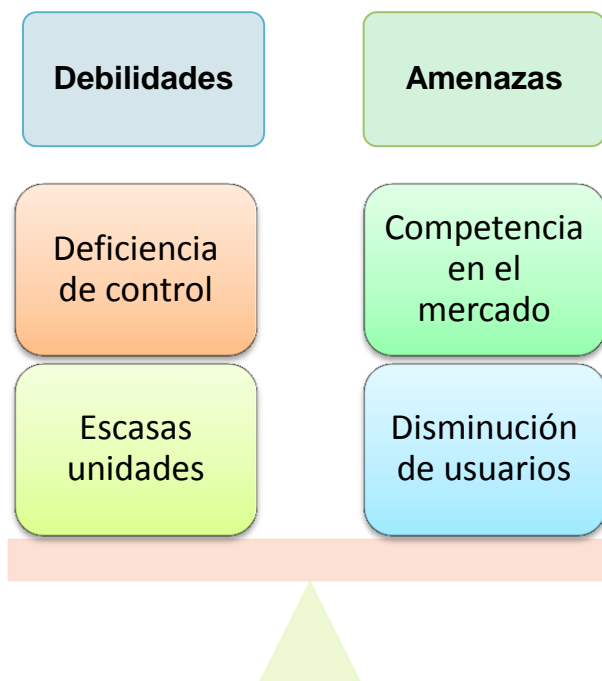 Debilidades
Amenazas
Deficiencia
de control
Competencia
en el
mercado
Escasas
unidades
Disminución
de usuarios